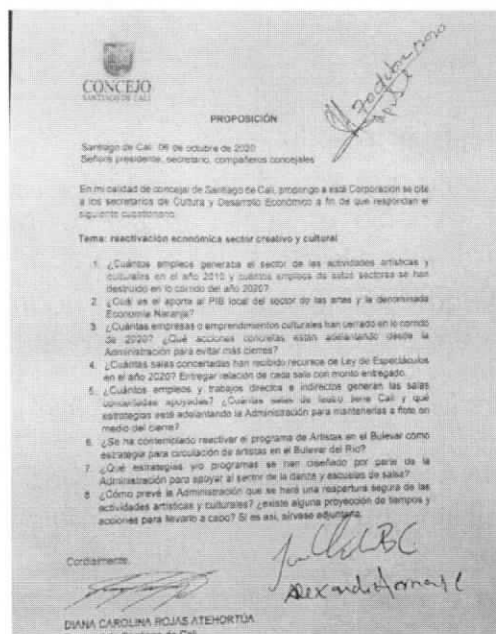 CONCEJO
SANTIAGO DE CALI
PROPOSICIÓN
Santiago de Cali, 06 de octubre de 2020
Señores presidente, secretario, compañeros concejales
En mi calidad de concejal de Santiago de Cali, propongo a esta Corporación se cite
a los secretarios de Cultura y Desarrollo Económico a fin de que respondan el
siguiente cuestionario:
Tema: reactivación económica sector creativo y cultural
1. ¿Cuántos empleos generaba el sector de las actividades artísticas y
culturales en el año 2019 y cuántos empleos de estos sectores se han
destruido en lo corrido del año 2020?
2. ¿Cuál es el aporte al PIB local del sector de las artes y la denominada
Economía Naranja?
3. ¿Cuántas empresas o emprendimientos culturales han cerrado en lo corrido
de 2020? ¿Qué acciones concretas están adelantando desde la
Administración para evitar más cierres?
4. ¿Cuántas salas concertadas han recibido recursos de Ley de Espectáculos
en el año 2020? Entregar relación de cada sala con monto entregado.
5. ¿Cuántos empleos y trabajos directos e indirectos generan las salas
concertadas apoyadas? ¿Cuántas salas de teatro tiene Cali y qué
estrategias está adelantando la Administración para mantenerlas a flote en
medio del cierre?
6. ¿Se ha contemplado reactivar el programa de Artistas en el Bulevar como
estrategia para circulación de artistas en el Bulevar del Río?
7. ¿Qué estrategias y/o programas se han diseñado por parte de la
Administración para apoyar al sector de la danza y escuelas de salsa?
8. ¿Cómo prevé la Administración que se hará una reapertura segura de las
actividades artísticas y culturales? ¿existe alguna proyección de tiempos y
acciones para llevarlo a cabo? Si es así, sírvase adjuntarla.
Cordialmente,
DIANA CAROLINA ROJAS ATEHORTÚA